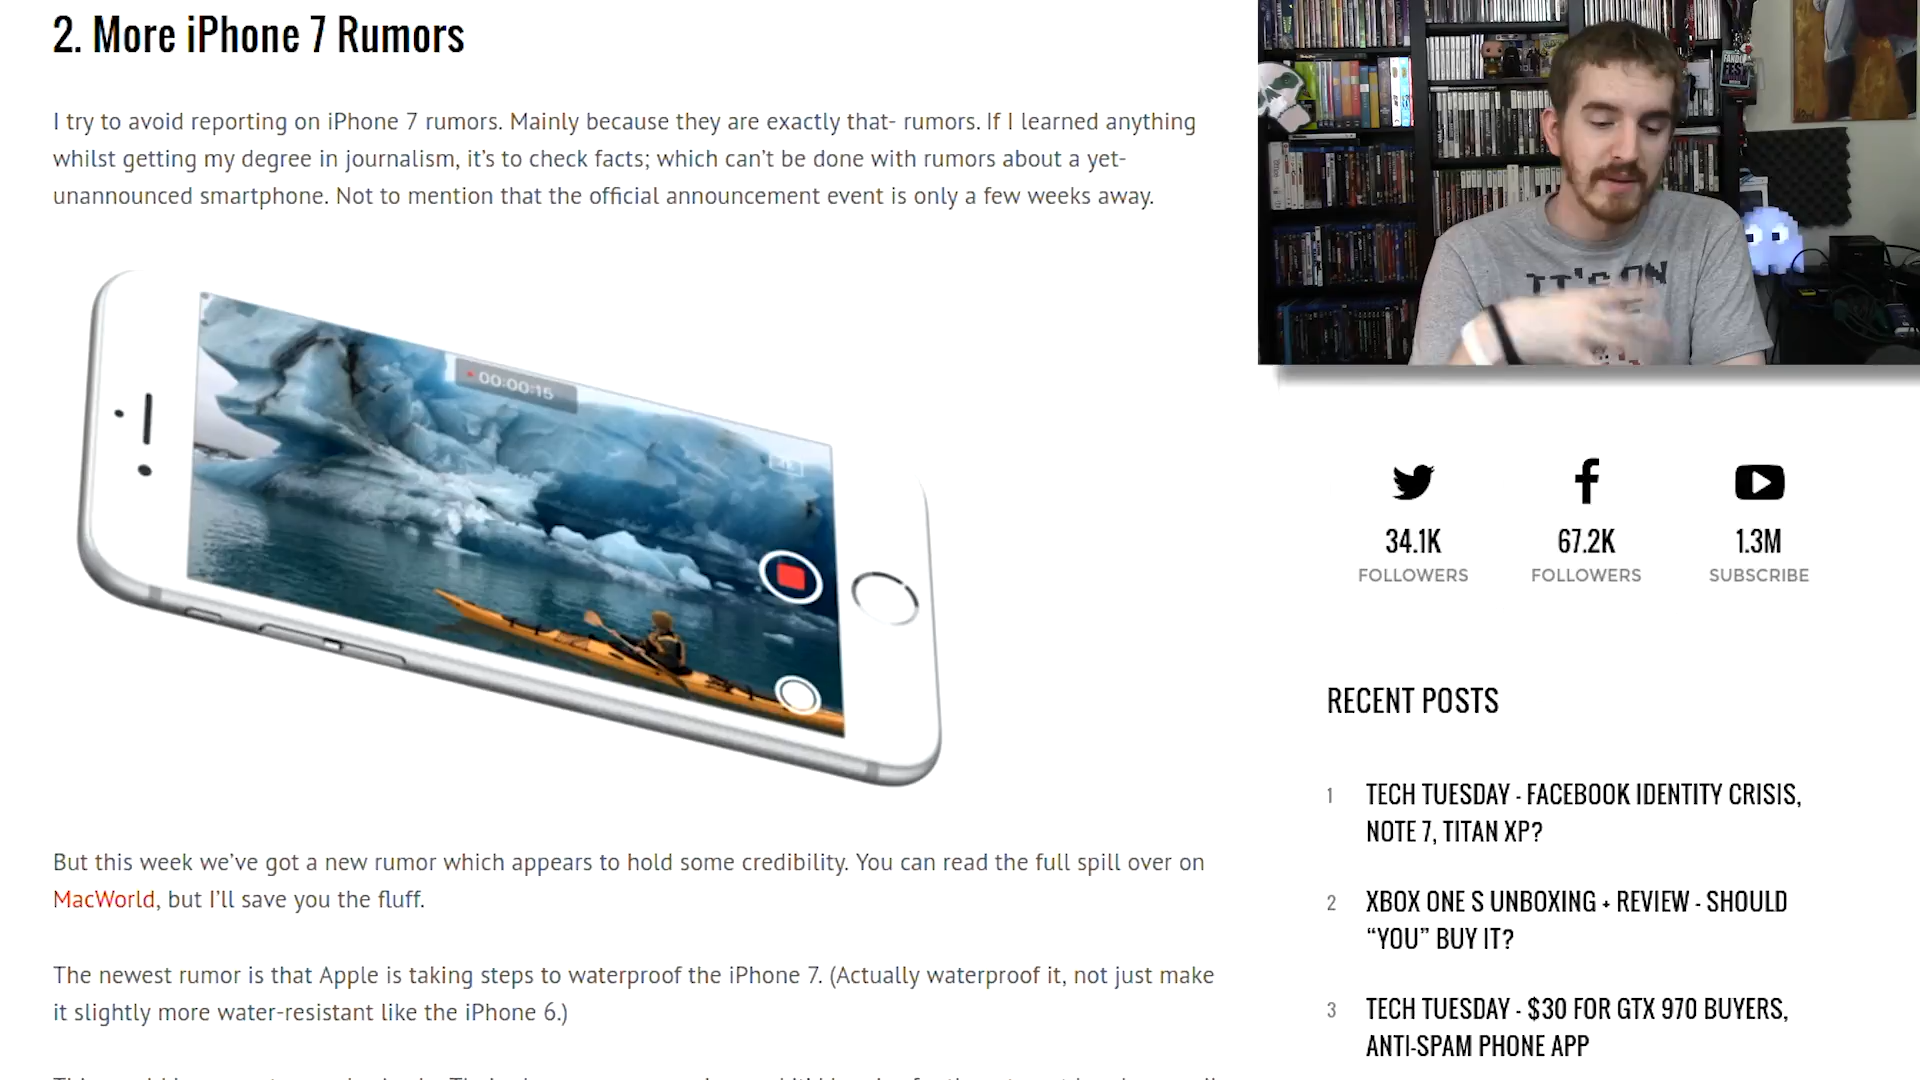 2. More iPhone 7 Rumors
I try to avoid reporting on iPhone 7 rumors. Mainly because they are exactly that- rumors. If I learned anything
whilst getting my degree in journalism, it’s to check facts; which can’t be done with rumors about a yet-
unannounced smartphone. Not to mention that the official announcement event is only a few weeks away.
00:00:15
But this week we’ve got a new rumor which appears to hold some credibility. You can read the full spill over on
MacWorld, but I’ll save you the fluff.
The newest rumor is that Apple is taking steps to waterproof the iPhone 7. (Actually waterproof it, not just make
it slightly more water-resistant like the iPhone 6.)
IT'S ON
34.1K
FOLLOWERS
67.2K
FOLLOWERS
1.3M
SUBSCRIBE
RECENT POSTS
1 TECH TUESDAY - FACEBOOK IDENTITY CRISIS,
NOTE 7, TITAN XP?
2 XBOX ONE S UNBOXING + REVIEW - SHOULD
“YOU” BUY IT?
3 TECH TUESDAY - $30 FOR GTX 970 BUYERS,
ANTI-SPAM PHONE APP